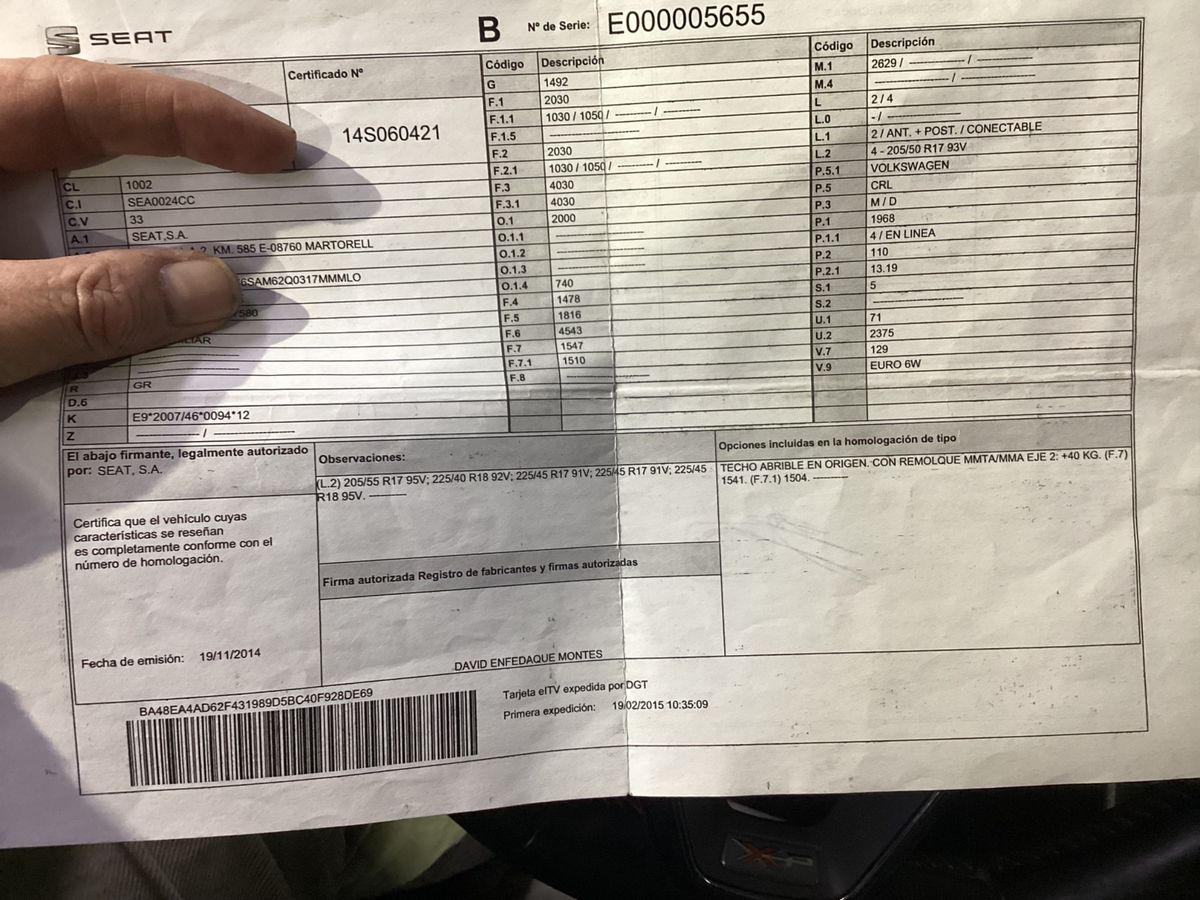 SEAT
B
Nº de Serie: E000005655
Certificado Nº
14S060421
CL 1002
C.I SEA0024CC
C.V 33
A.1 SEAT,S.A.
KM. 585 E-08760 MARTORELL
6SAM62Q0317MMMLO
580
R GR
D.6
K E9*2007/46*0094*12
Z ---------- / ----------
Código Descripción
G 1492
F.1 2030
F.1.1 1030 / 1050 / ---------- / ----------
F.1.5 ----------
F.2 2030
F.2.1 1030 / 1050 / ---------- / ----------
F.3 4030
F.3.1 4030
O.1 2000
O.1.1 ----------
O.1.2 ----------
O.1.3 ----------
O.1.4 740
F.4 1478
F.5 1816
F.6 4543
F.7 1547
F.7.1 1510
F.8 ----------
Código Descripción
M.1 2629 / ---------- / ----------
M.4 ---------- / ----------
L 2 / 4
L.0 - / ----------
L.1 2 / ANT. + POST. / CONECTABLE
L.2 4 - 205/50 R17 93V
P.5.1 VOLKSWAGEN
P.5 CRL
P.3 M / D
P.1 1968
P.1.1 4 / EN LINEA
P.2 110
P.2.1 13.19
S.1 5
S.2 ----------
U.1 71
U.2 2375
V.7 129
V.9 EURO 6W
El abajo firmante, legalmente autorizado
por: SEAT, S.A.
Certifica que el vehículo cuyas
características se reseñan
es completamente conforme con el
número de homologación.
Fecha de emisión: 19/11/2014
Observaciones:
(L.2) 205/55 R17 95V; 225/40 R18 92V; 225/45 R17 91V; 225/45 R17 91V; 225/45
R18 95V. ----------
Firma autorizada Registro de fabricantes y firmas autorizadas
DAVID ENFEDAQUE MONTES
Opciones incluidas en la homologación de tipo
TECHO ABRIBLE EN ORIGEN. CON REMOLQUE MMTA/MMA EJE 2: +40 KG. (F.7)
1541. (F.7.1) 1504. ----------
BA48EA4AD62F431989D5BC40F928DE69
Tarjeta eITV expedida por DGT
Primera expedición: 19/02/2015 10:35:09